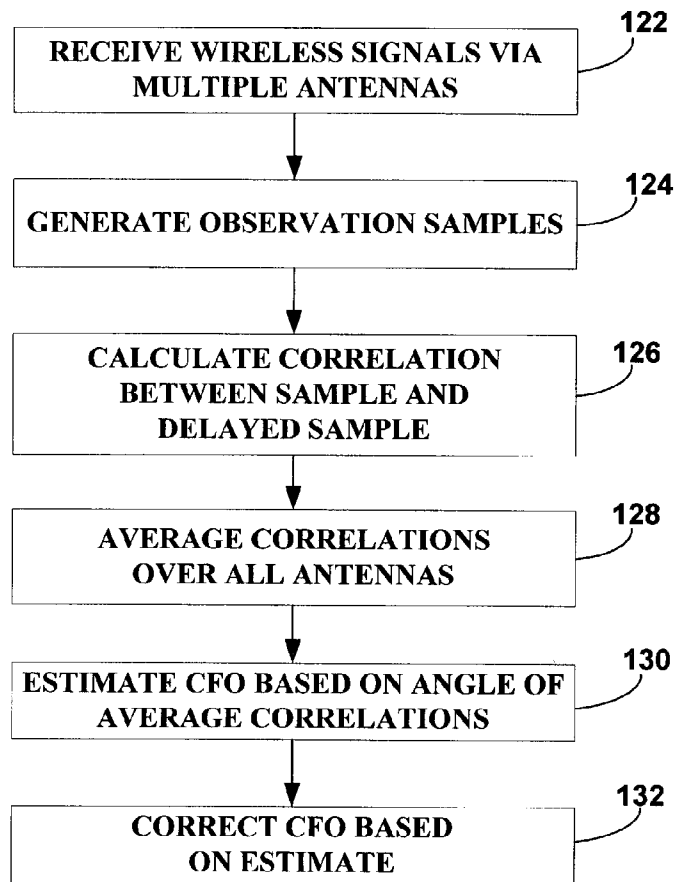 122
RECEIVE WIRELESS SIGNALS VIA
MULTIPLE ANTENNAS
124
GENERATE OBSERVATION SAMPLES
126
CALCULATE CORRELATION
BETWEEN SAMPLE AND
DELAYED SAMPLE
128
AVERAGE CORRELATIONS
OVER ALL ANTENNAS
130
ESTIMATE CFO BASED ON ANGLE OF
AVERAGE CORRELATIONS
132
CORRECT CFO BASED
ON ESTIMATE